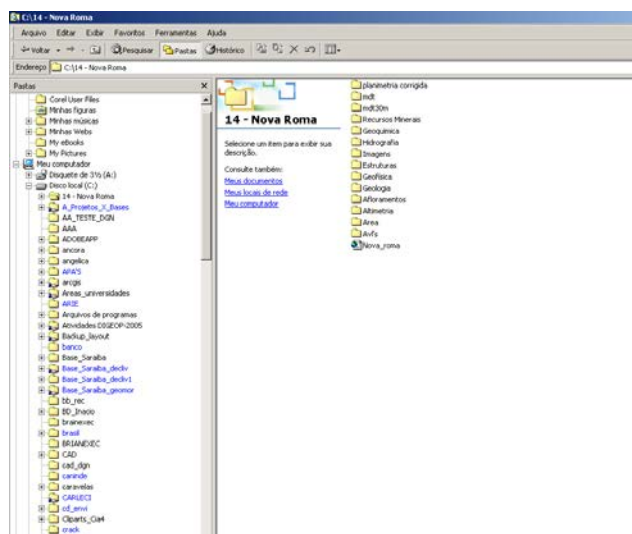 C:\14 - Nova Roma
Arquivo Editar Exibir Favoritos Ferramentas Ajuda
Voltar Pesquisar Pastas Histórico
Endereço C:\14 - Nova Roma
Pastas
Corel User Files
Minhas figuras
Minhas músicas
Minhas Webs
My eBooks
My Pictures
Meu computador
Disquete de 3½ (A:)
Disco local (C:)
14 - Nova Roma
A_Projetos_X_Bases
AA_TESTE_DGN
AAA
ADOBEAPP
ancora
angelica
APA'S
arcgis
Areas_universidades
ARIE
Arquivos de programas
Atividades DIGEOP-2005
Backup_layout
banco
Base_Saraiba
Base_Saraiba_decliv
Base_Saraiba_decliv1
Base_Saraiba_geomor
bb_rec
BD_Inacio
brainexec
brasil
BRIANEXEC
CAD
cad_dgn
caninde
caravelas
CARLECI
cd_envi
Cliparts_Cia4
crack
14 - Nova Roma
Selecione um item para exibir sua
descrição.
Consulte também:
Meus documentos
Meus locais de rede
Meu computador
planimetria corrigida
mdt
mdt30m
Recursos Minerais
Geoquimica
Hidrografia
Imagens
Estruturas
Geofisica
Geologia
Afloramentos
Altimetria
Area
Avfs
Nova_roma